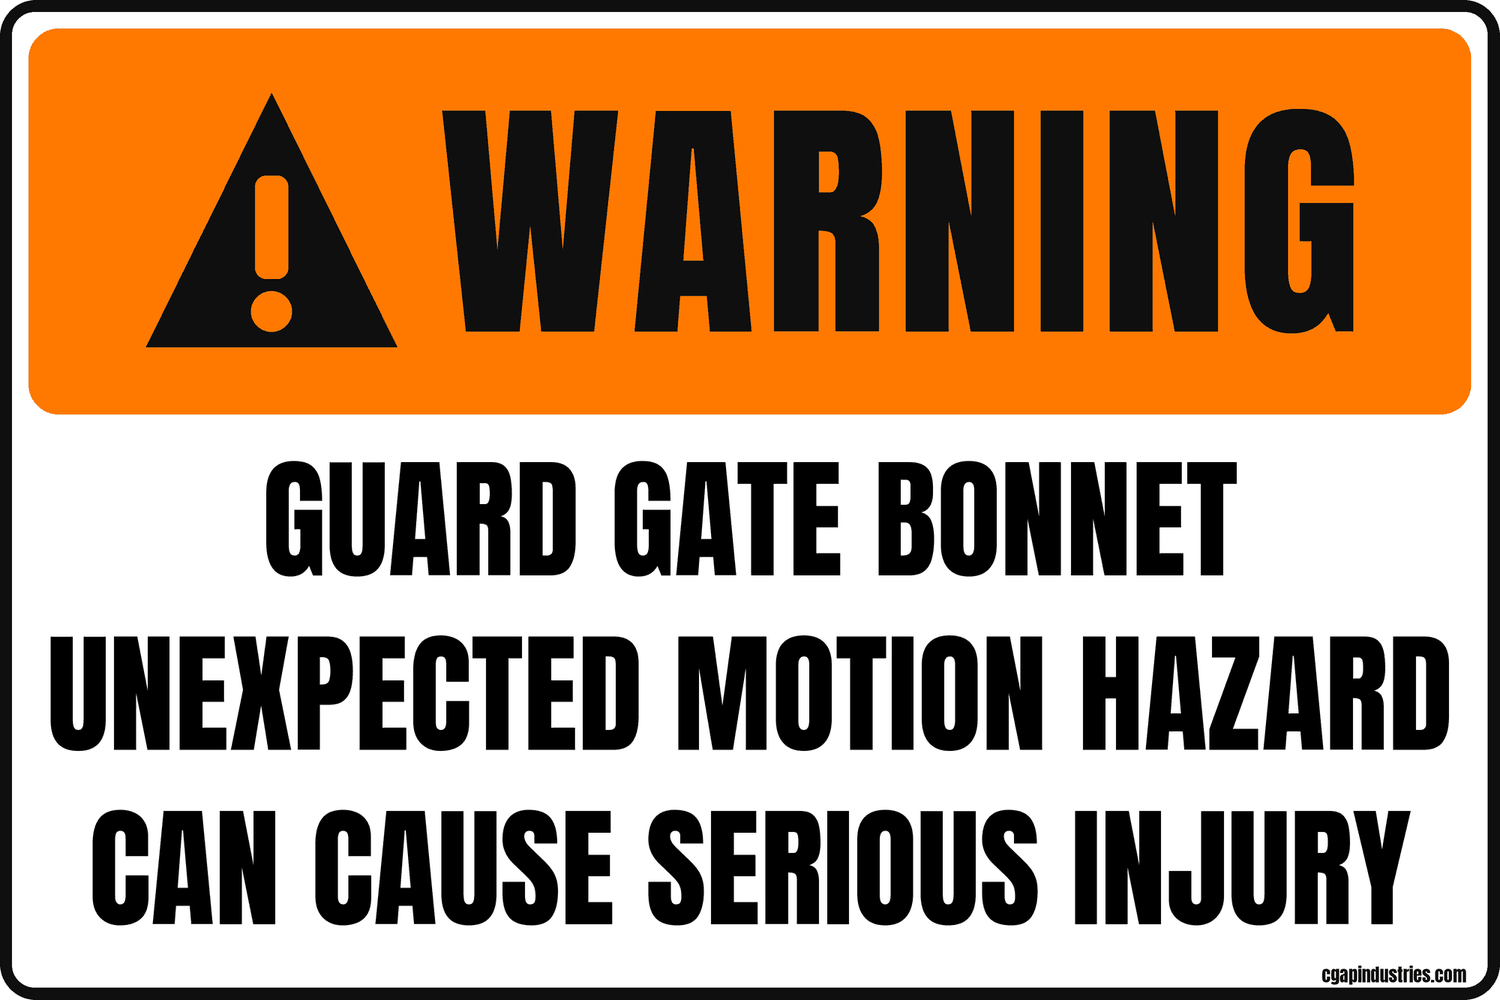 WARNING
GUARD GATE BONNET
UNEXPECTED MOTION HAZARD
CAN CAUSE SERIOUS INJURY
cgapindustries.com